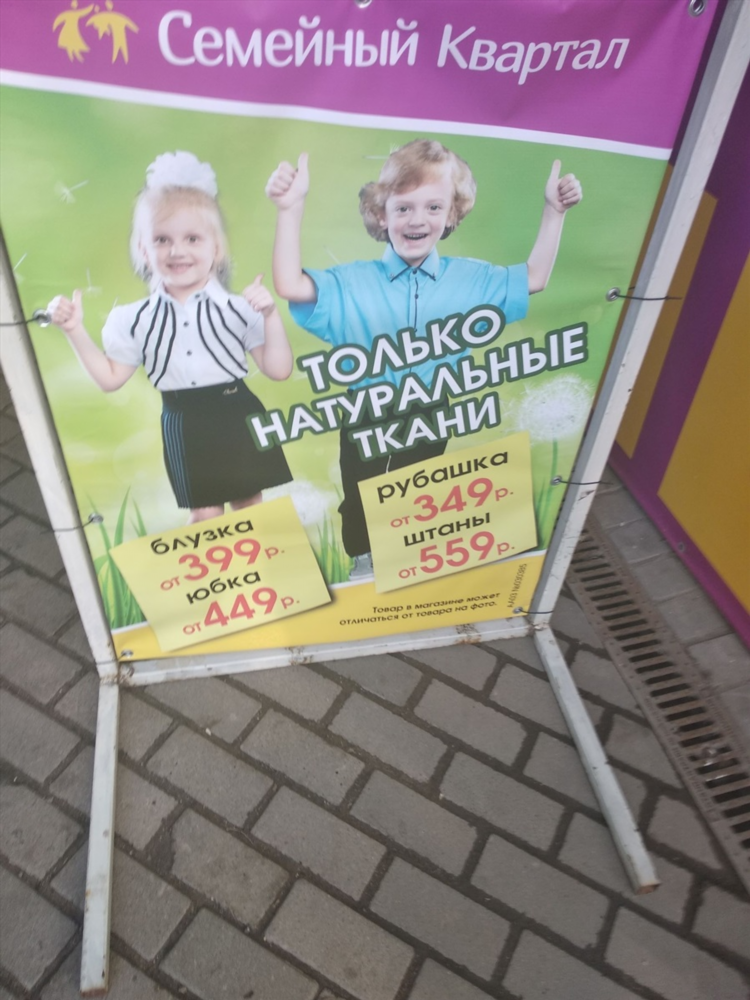 Семейный Квартал
ТОЛЬКО
НАТУРАЛЬНЫЕ
ТКАНИ
блузка
от 399 р.
юбка
от 449 р.
рубашка
от 349 р.
штаны
от 559 р.
Товар в магазине может
отличаться от товара на фото.